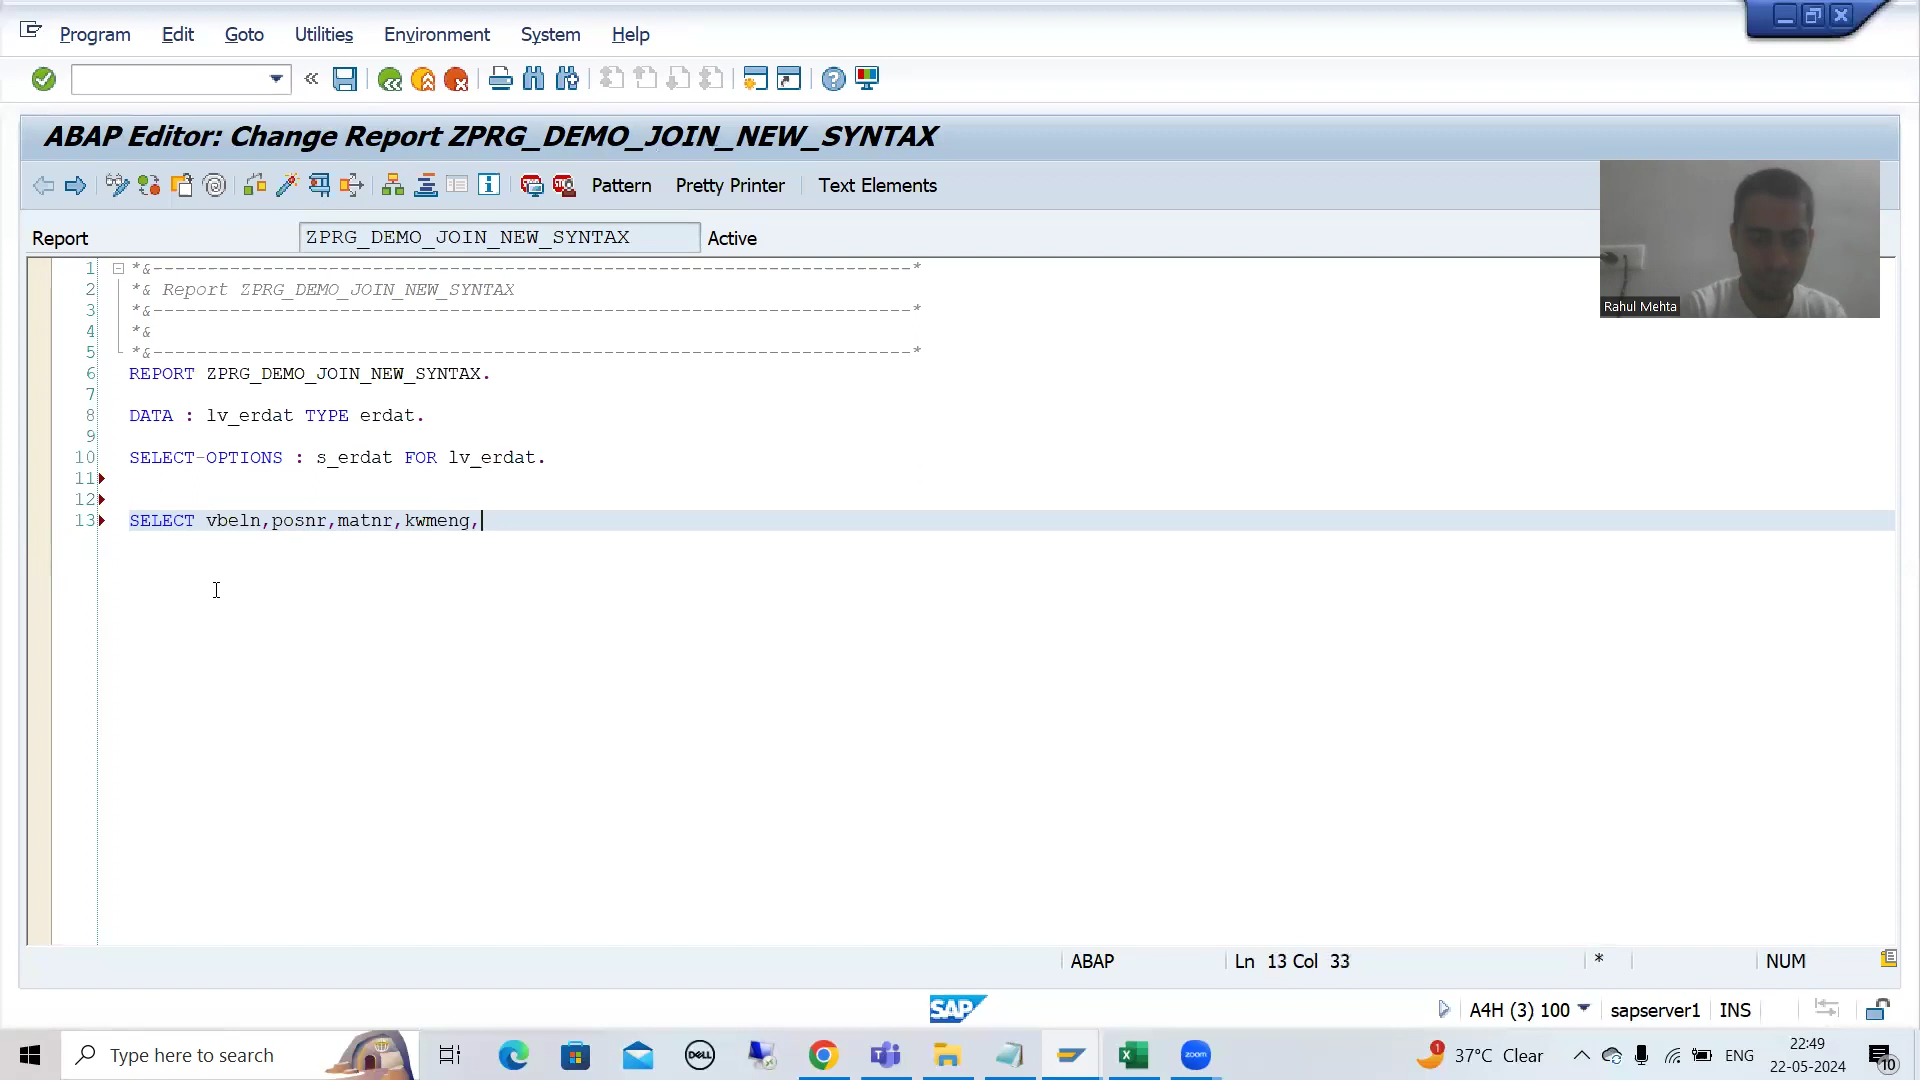 Program Edit Goto Utilities Environment System Help
ABAP Editor: Change Report ZPRG_DEMO_JOIN_NEW_SYNTAX
Pattern Pretty Printer Text Elements
Report ZPRG_DEMO_JOIN_NEW_SYNTAX Active
Rahul Mehta
1 *&---------------------------------------------------------------------*
2 *& Report ZPRG_DEMO_JOIN_NEW_SYNTAX
3 *&---------------------------------------------------------------------*
4 *&
5 *&---------------------------------------------------------------------*
6 REPORT ZPRG_DEMO_JOIN_NEW_SYNTAX.
7
8 DATA : lv_erdat TYPE erdat.
9
10 SELECT-OPTIONS : s_erdat FOR lv_erdat.
11
12
13 SELECT vbeln,posnr,matnr,kwmeng,
ABAP Ln 13 Col 33 * NUM
SAP A4H (3) 100 sapserver1 INS
Type here to search DELL zoom 1 37°C Clear ENG 22:49
22-05-2024 10